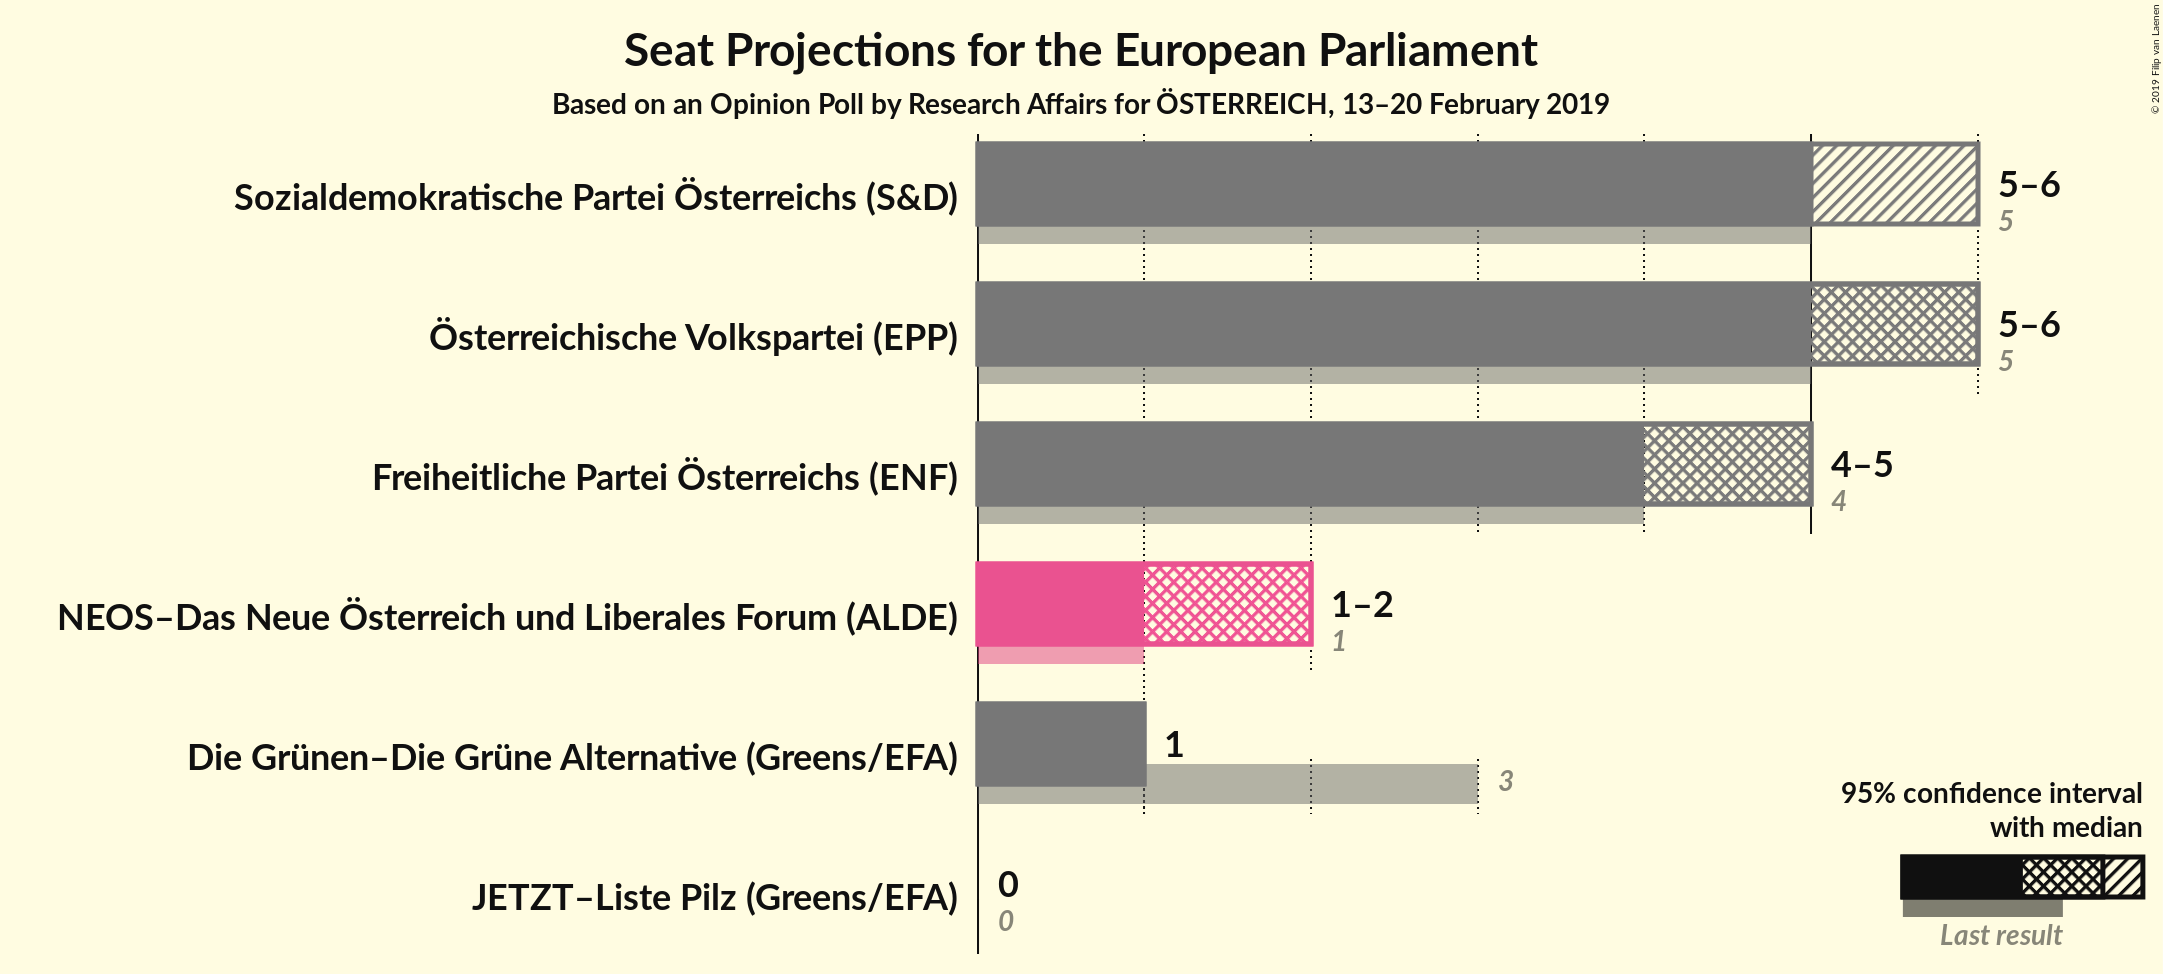 Seat Projections for the European Parliament
Based on an Opinion Poll by Research Affairs for ÖSTERREICH, 13–20 February 2019
© 2019 Filip van Laenen
Sozialdemokratische Partei Österreichs (S&D)
5–6
5
Österreichische Volkspartei (EPP)
5–6
5
Freiheitliche Partei Österreichs (ENF)
4–5
4
NEOS–Das Neue Österreich und Liberales Forum (ALDE)
1–2
1
Die Grünen–Die Grüne Alternative (Greens/EFA)
1
3
JETZT–Liste Pilz (Greens/EFA)
0
0
95% confidence interval
with median
Last result